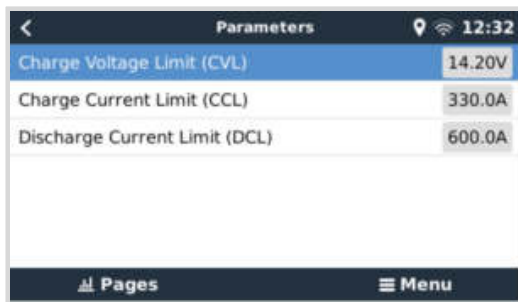 Parameters 12:32
Charge Voltage Limit (CVL) 14.20V
Charge Current Limit (CCL) 330.0A
Discharge Current Limit (DCL) 600.0A
Pages Menu